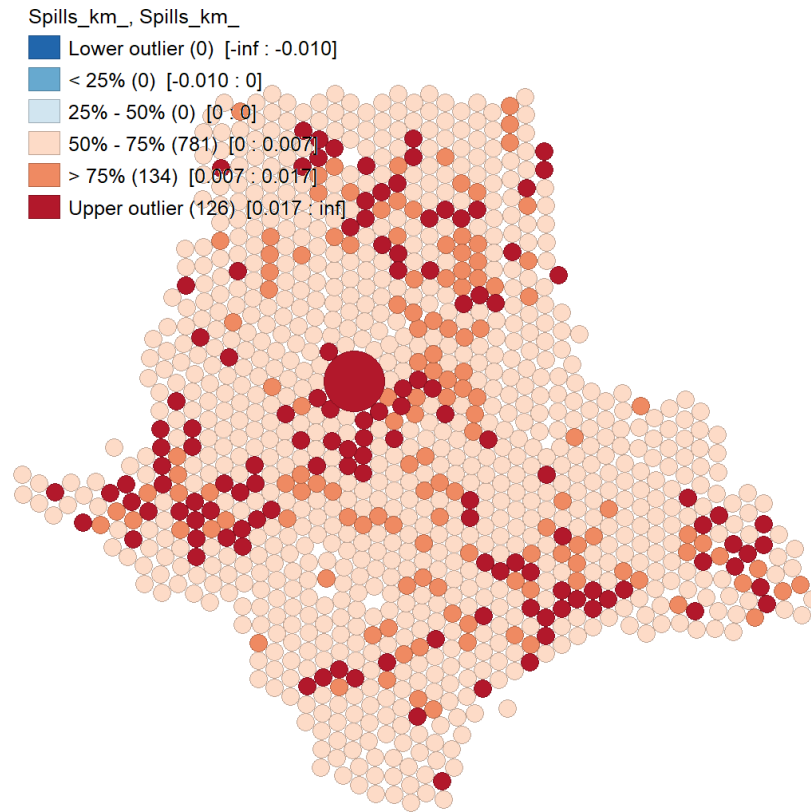 Spills_km_, Spills_km_
Lower outlier (0) [-inf : -0.010]
< 25% (0) [-0.010 : 0]
25% - 50% (0) [0 : 0]
50% - 75% (781) [0 : 0.007]
> 75% (134) [0.007 : 0.017]
Upper outlier (126) [0.017 : inf]